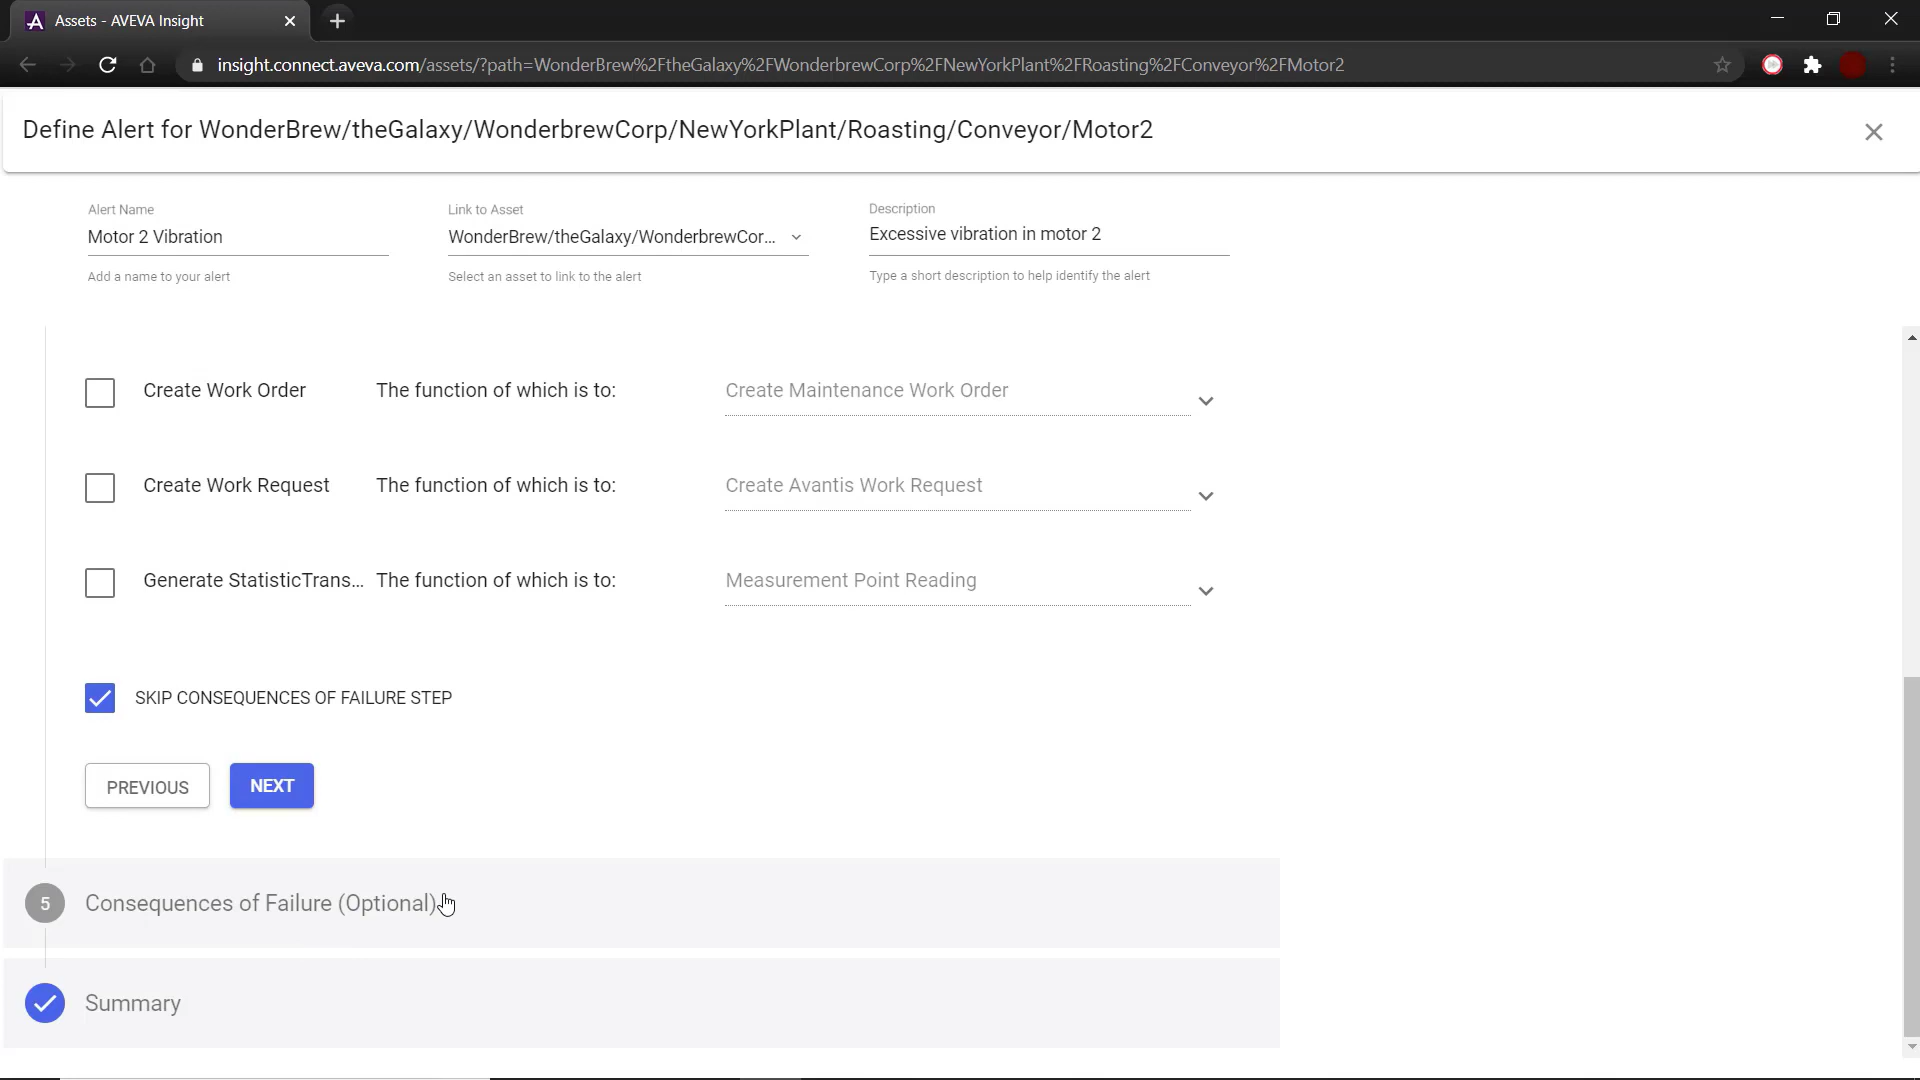 Assets - AVEVA Insight
insight.connect.aveva.com/assets/?path=WonderBrew%2FtheGalaxy%2FWonderbrewCorp%2FNewYorkPlant%2FRoasting%2FConveyor%2FMotor2
Define Alert for WonderBrew/theGalaxy/WonderbrewCorp/NewYorkPlant/Roasting/Conveyor/Motor2
Alert Name
Motor 2 Vibration
Add a name to your alert
Link to Asset
WonderBrew/theGalaxy/WonderbrewCor...
Select an asset to link to the alert
Description
Excessive vibration in motor 2
Type a short description to help identify the alert
Create Work Order The function of which is to: Create Maintenance Work Order
Create Work Request The function of which is to: Create Avantis Work Request
Generate StatisticTrans... The function of which is to: Measurement Point Reading
SKIP CONSEQUENCES OF FAILURE STEP
PREVIOUS NEXT
5 Consequences of Failure (Optional)
Summary